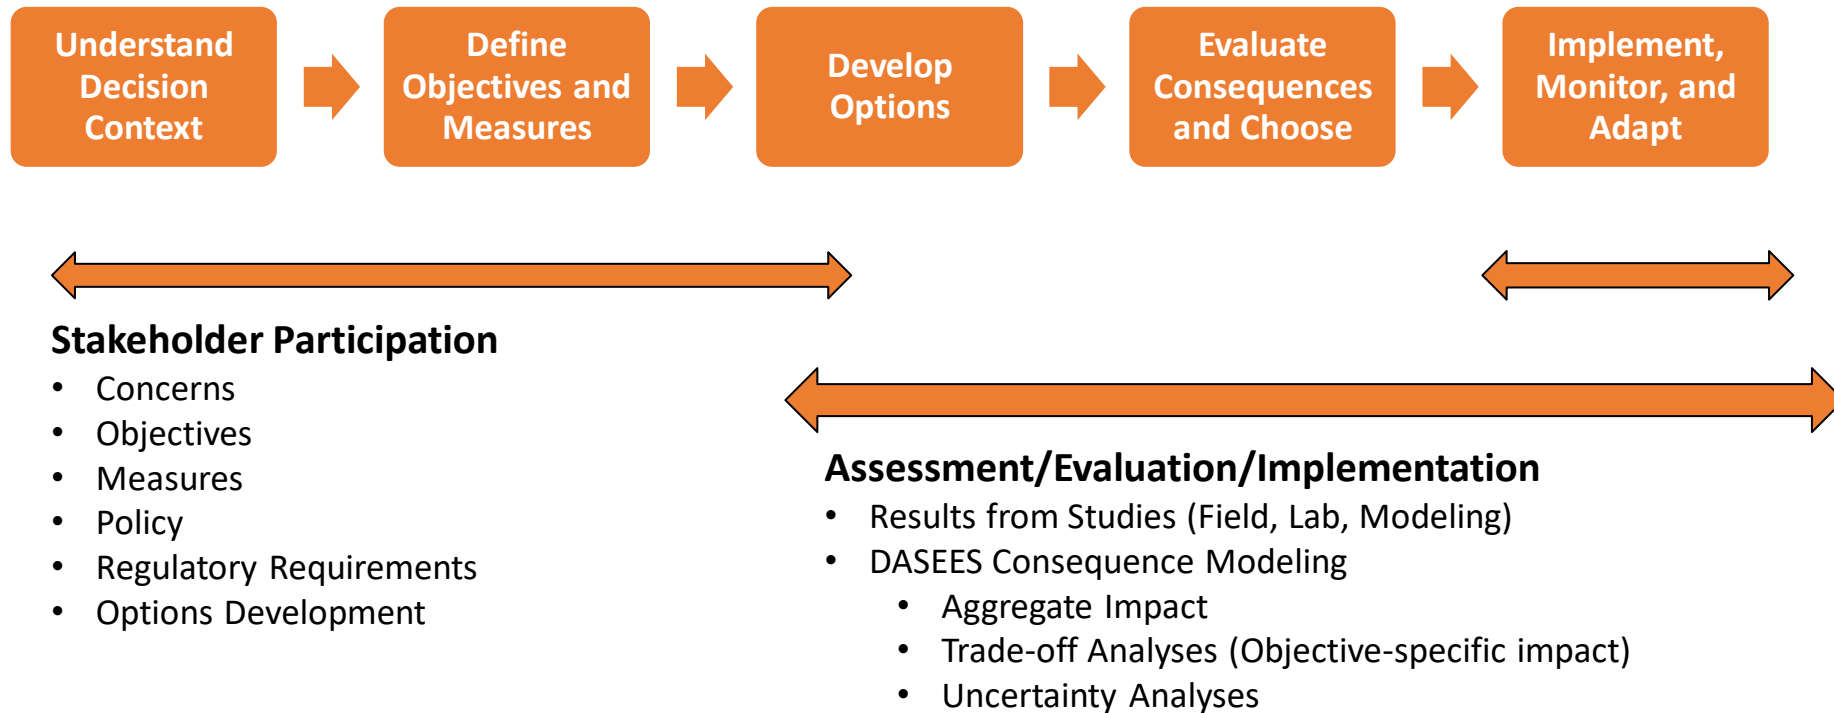 Understand
Decision
Context
Define
Objectives and
Measures
Develop
Options
Evaluate
Consequences
and Choose
Implement,
Monitor, and
Adapt
Stakeholder Participation
• Concerns
• Objectives
• Measures
• Policy
• Regulatory Requirements
• Options Development
Assessment/Evaluation/Implementation
• Results from Studies (Field, Lab, Modeling)
• DASEES Consequence Modeling
• Aggregate Impact
• Trade-off Analyses (Objective-specific impact)
• Uncertainty Analyses